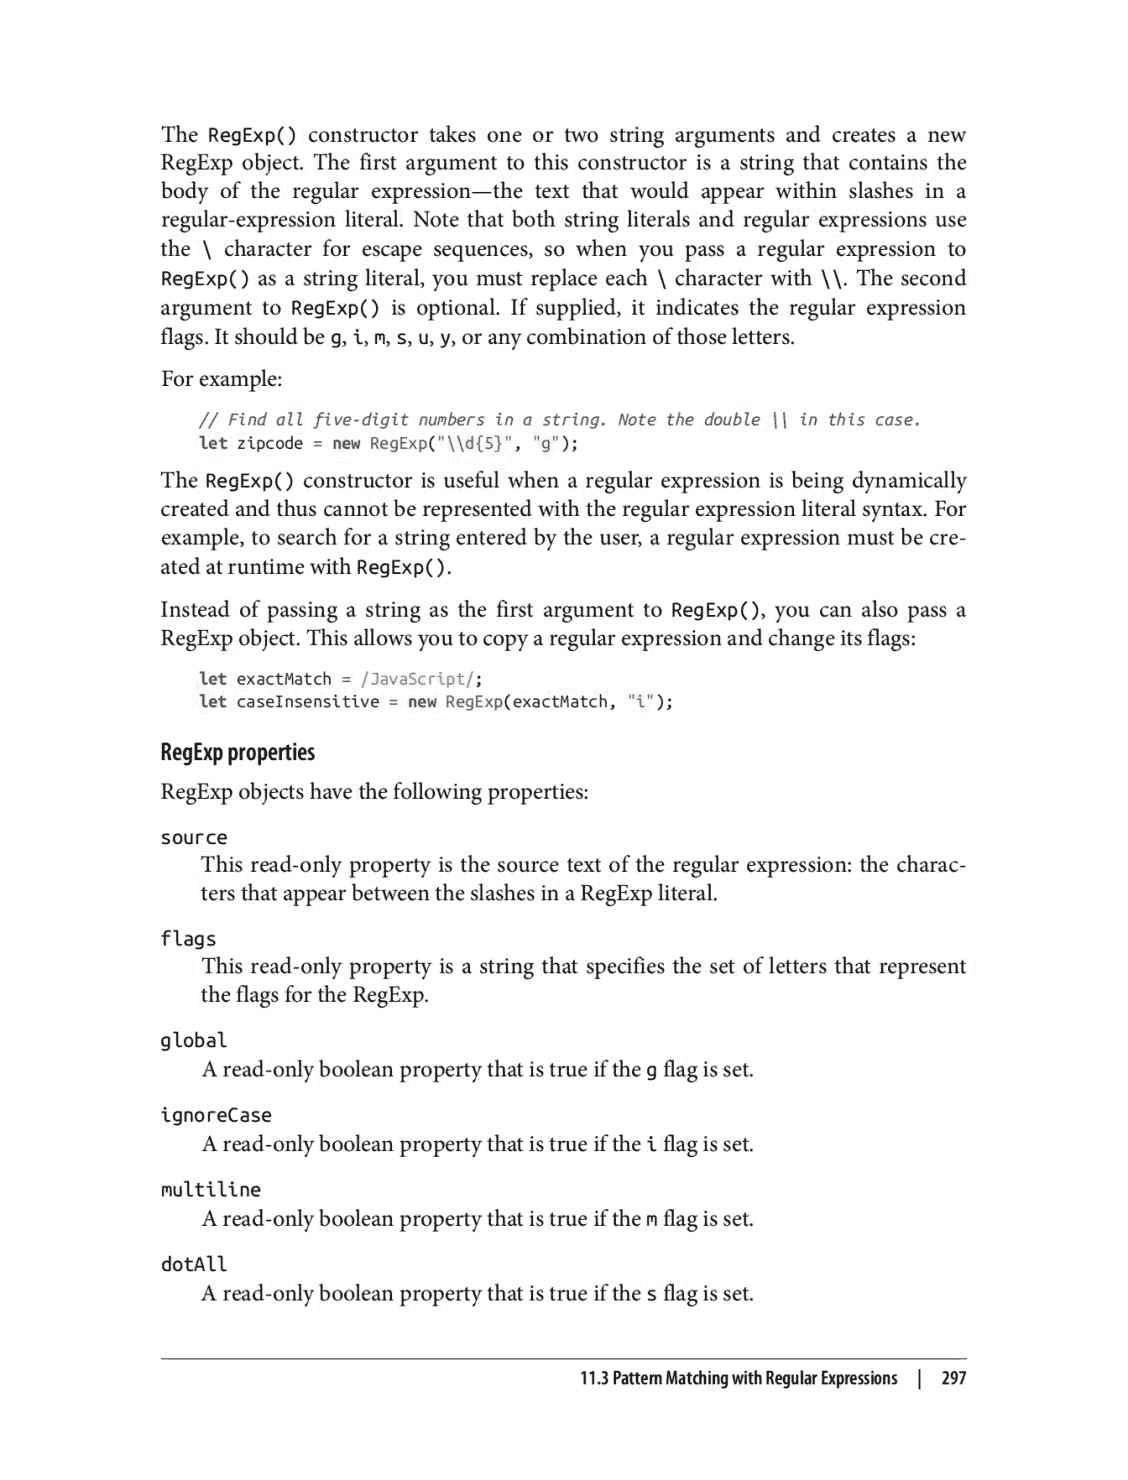 The RegExp() constructor takes one or two string arguments and creates a new
RegExp object. The first argument to this constructor is a string that contains the
body of the regular expression—the text that would appear within slashes in a
regular-expression literal. Note that both string literals and regular expressions use
the \ character for escape sequences, so when you pass a regular expression to
RegExp() as a string literal, you must replace each \ character with \\. The second
argument to RegExp() is optional. If supplied, it indicates the regular expression
flags. It should be g, i, m, s, u, y, or any combination of those letters.
For example:
// Find all five-digit numbers in a string. Note the double \\ in this case.
let zipcode = new RegExp("\\d{5}", "g");
The RegExp() constructor is useful when a regular expression is being dynamically
created and thus cannot be represented with the regular expression literal syntax. For
example, to search for a string entered by the user, a regular expression must be cre-
ated at runtime with RegExp().
Instead of passing a string as the first argument to RegExp(), you can also pass a
RegExp object. This allows you to copy a regular expression and change its flags:
let exactMatch = /JavaScript/;
let caseInsensitive = new RegExp(exactMatch, "i");
RegExp properties
RegExp objects have the following properties:
source
This read-only property is the source text of the regular expression: the charac-
ters that appear between the slashes in a RegExp literal.
flags
This read-only property is a string that specifies the set of letters that represent
the flags for the RegExp.
global
A read-only boolean property that is true if the g flag is set.
ignoreCase
A read-only boolean property that is true if the i flag is set.
multiline
A read-only boolean property that is true if the m flag is set.
dotAll
A read-only boolean property that is true if the s flag is set.
11.3 Pattern Matching with Regular Expressions | 297